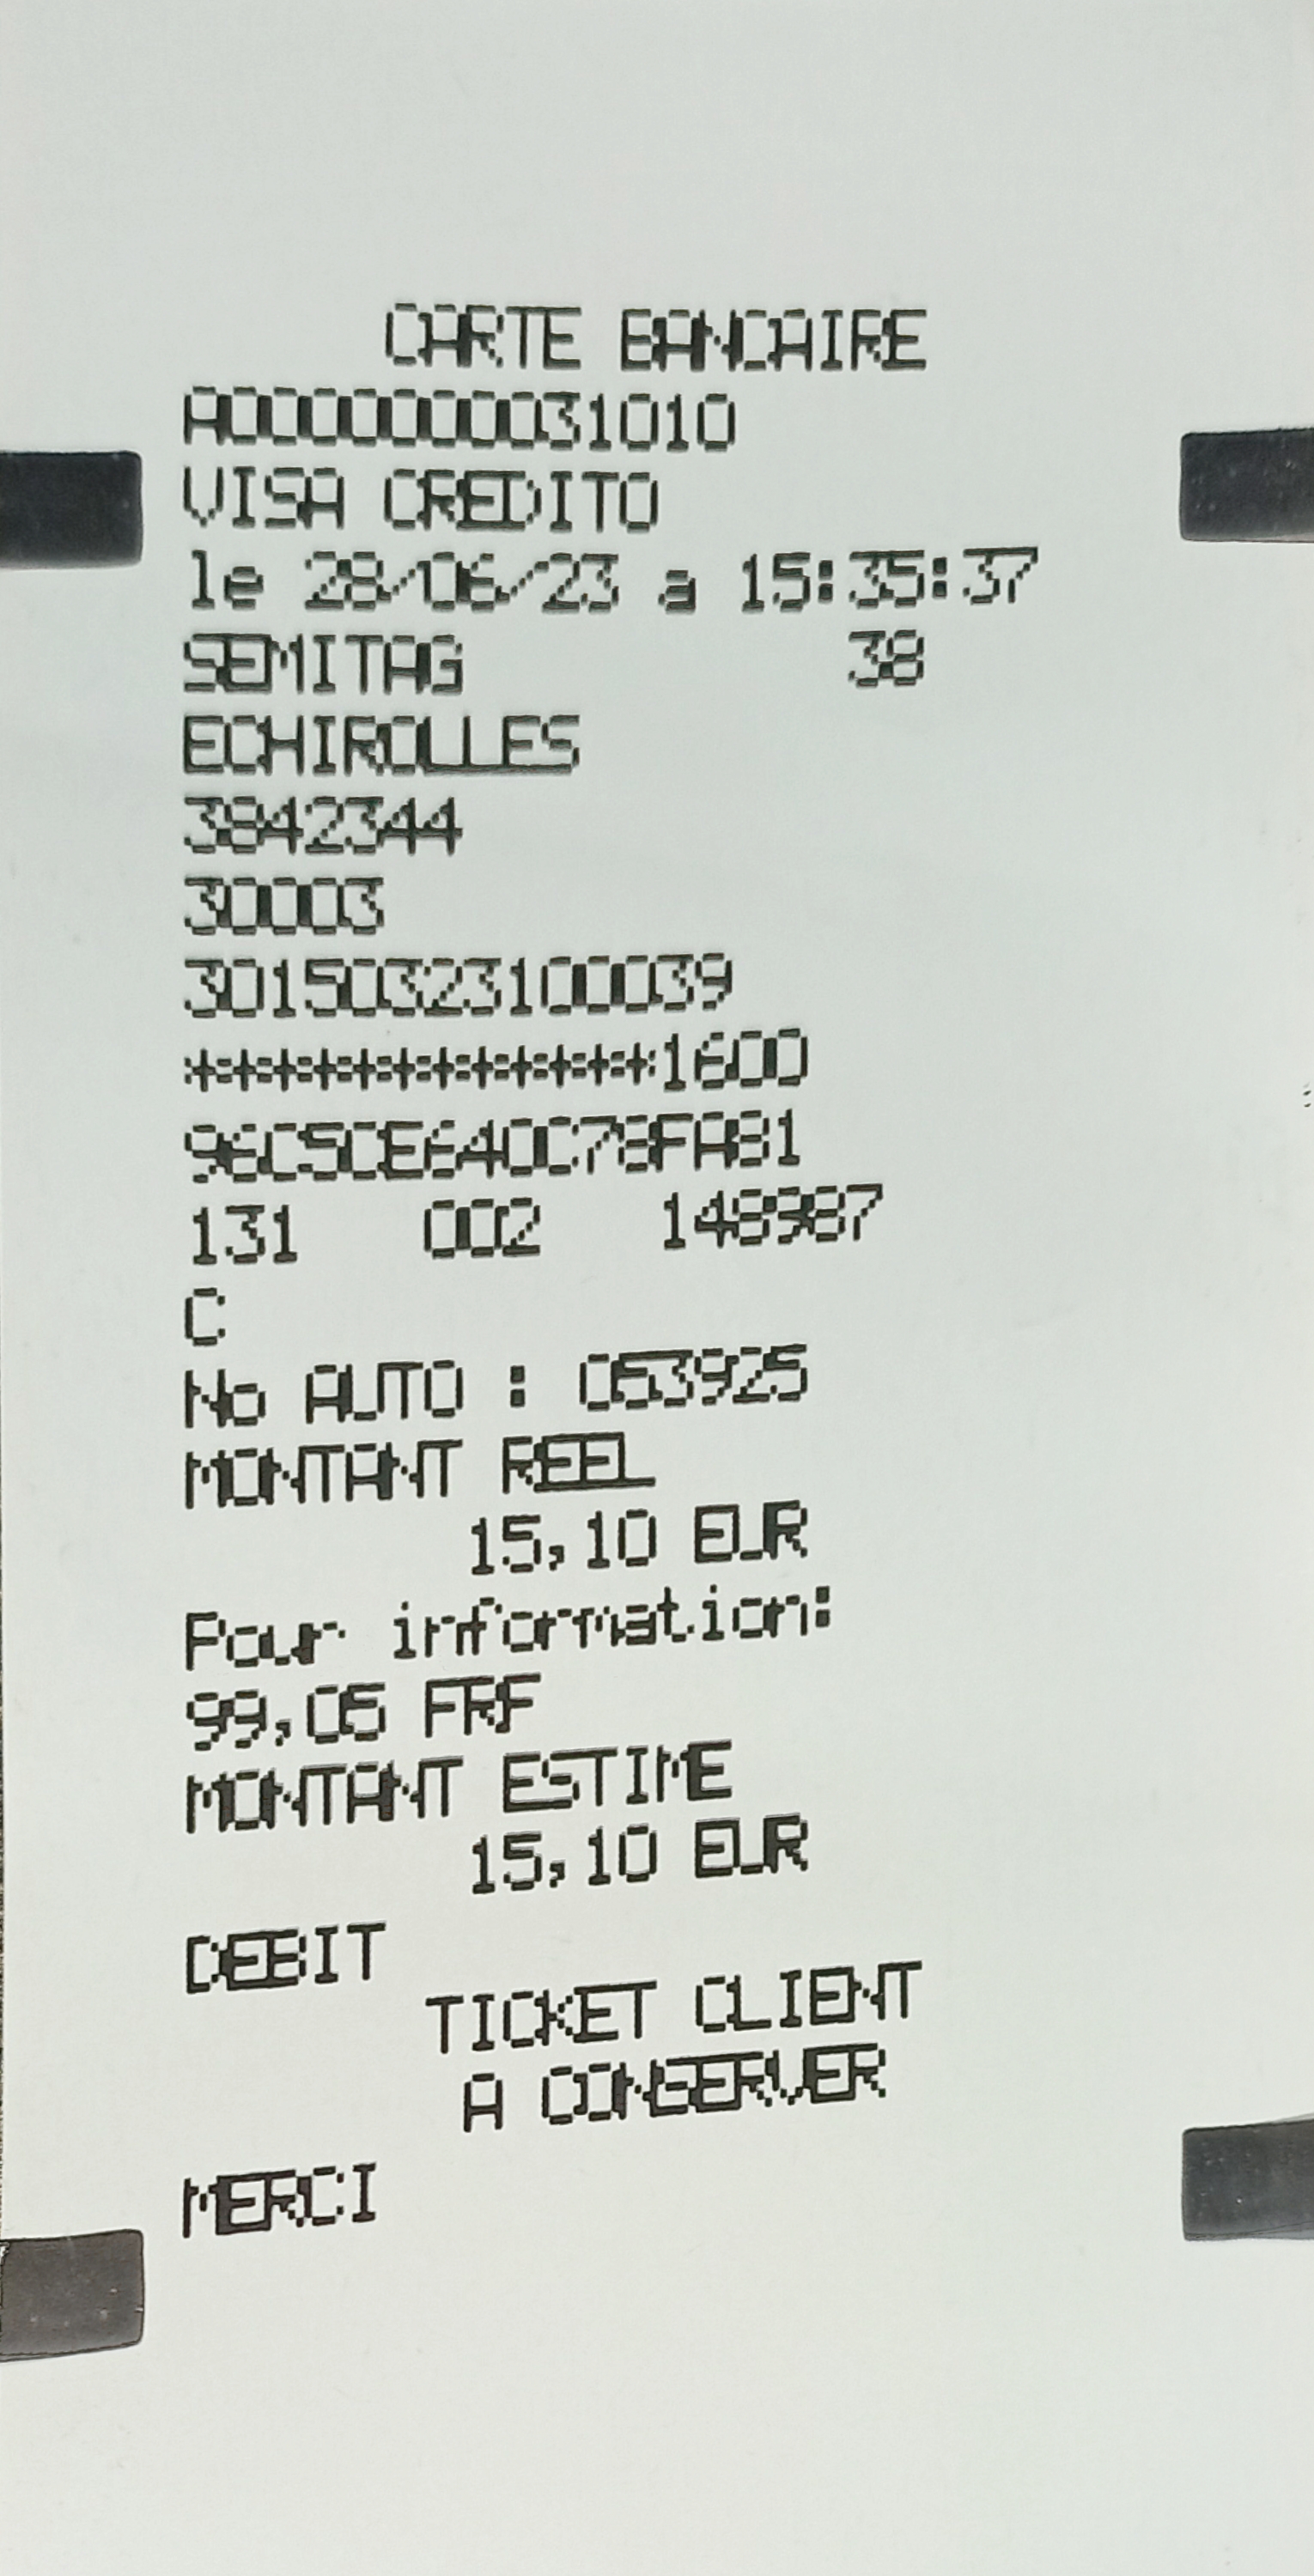 CARTE BANCAIRE
A0000000031010
VISA CREDITO
le 28/06/23 a 15:35:37
SEMITAG 38
ECHIROLLES
3842344
30003
30150323100039
************1600
96C5CE640C78FA81
131 002 148987
C
No AUTO : 053925
MONTANT REEL
15,10 EUR
Pour information:
99,05 FRF
MONTANT ESTIME
15,10 EUR
DEBIT
TICKET CLIENT
A CONSERVER
MERCI